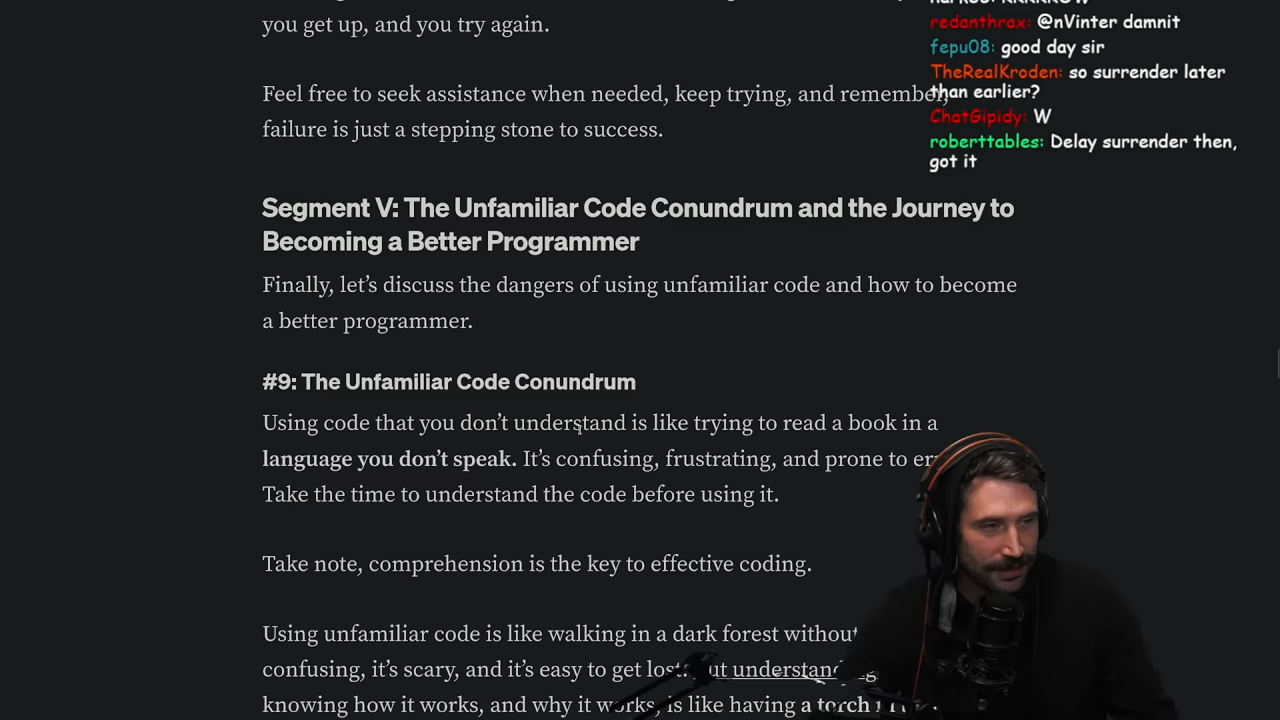 you get up, and you try again.
Feel free to seek assistance when needed, keep trying, and remember,
failure is just a stepping stone to success.
Segment V: The Unfamiliar Code Conundrum and the Journey to
Becoming a Better Programmer
Finally, let’s discuss the dangers of using unfamiliar code and how to become
a better programmer.
#9: The Unfamiliar Code Conundrum
Using code that you don’t understand is like trying to read a book in a
language you don’t speak. It’s confusing, frustrating, and prone to
Take the time to understand the code before using it.
Take note, comprehension is the key to effective coding.
Using unfamiliar code is like walking in a dark forest without
confusing, it’s scary, and it’s easy to get lost.
knowing how it works, and why it works, is like having a torch
redanthrax: @nVinter damnit
fepu08: good day sir
TheRealKroden: so surrender later
than earlier?
ChatGipidy: W
roberttables: Delay surrender then,
got it